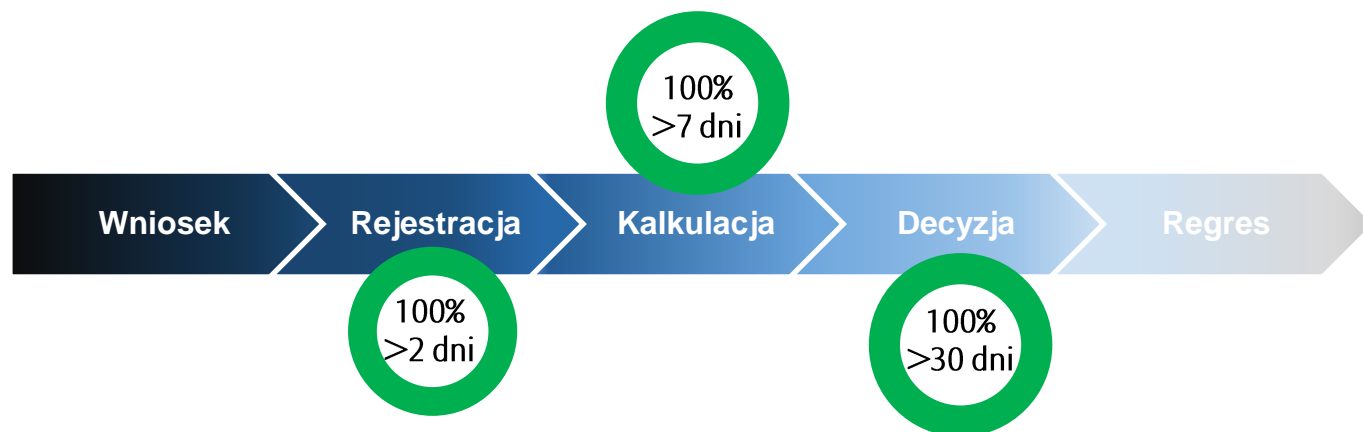 100%
>7 dni
Wniosek
Rejestracja
Kalkulacja
Decyzja
Regres
100%
>2 dni
100%
>30 dni